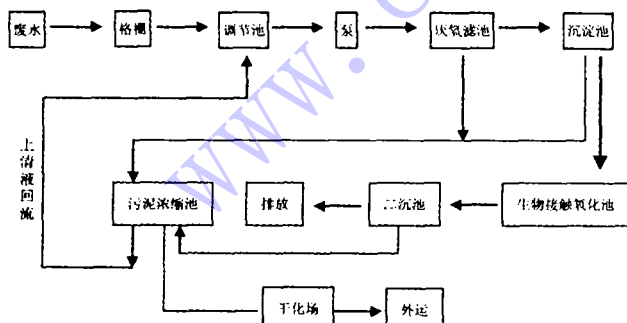 废水
格栅
调节池
泵
厌氧滤池
沉淀池
上清液回流
污泥浓缩池
排放
二沉池
生物接触氧化池
干化场
外运